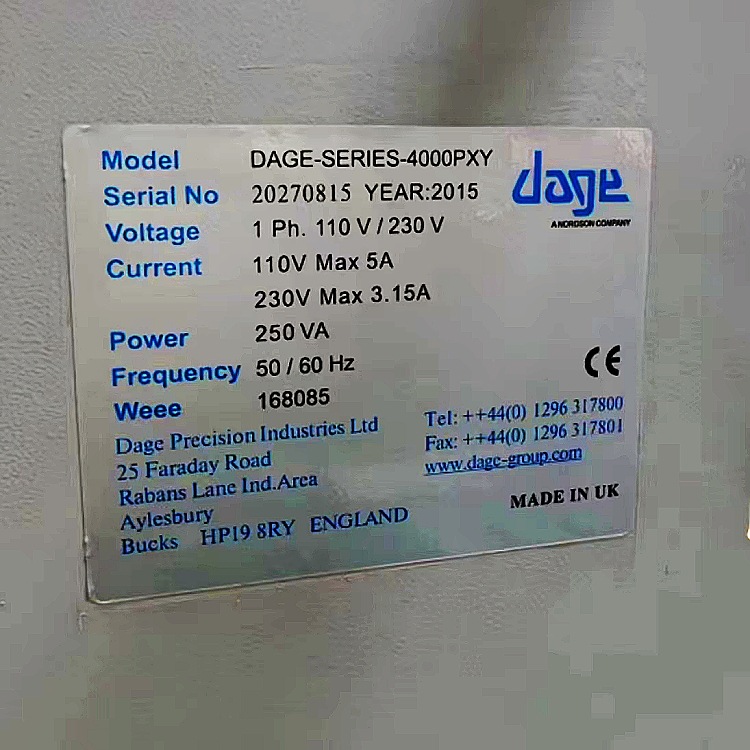 Model DAGE-SERIES-4000PXY
Serial No 20270815 YEAR:2015
dage
A NORDSON COMPANY
Voltage 1 Ph. 110 V / 230 V
Current 110V Max 5A
230V Max 3.15A
Power 250 VA
Frequency 50 / 60 Hz
CE
Weee 168085
Dage Precision Industries Ltd
25 Faraday Road
Rabans Lane Ind.Area
Aylesbury
Bucks HP19 8RY ENGLAND
Tel: ++44(0) 1296 317800
Fax: ++44(0) 1296 317801
www.dage-group.com
MADE IN UK